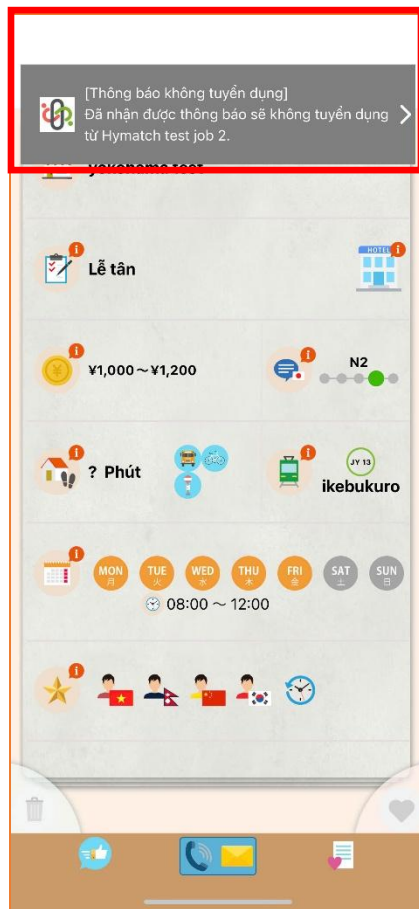 [Thông báo không tuyển dụng]
Đã nhận được thông báo sẽ không tuyển dụng
từ Hymatch test job 2.
yokohama test
Lễ tân
HOTEL
¥1,000～¥1,200
N2
? Phút
JY 13
ikebukuro
MON TUE WED THU FRI SAT SUN
月 火 水 木 金 土 日
08:00 ～ 12:00